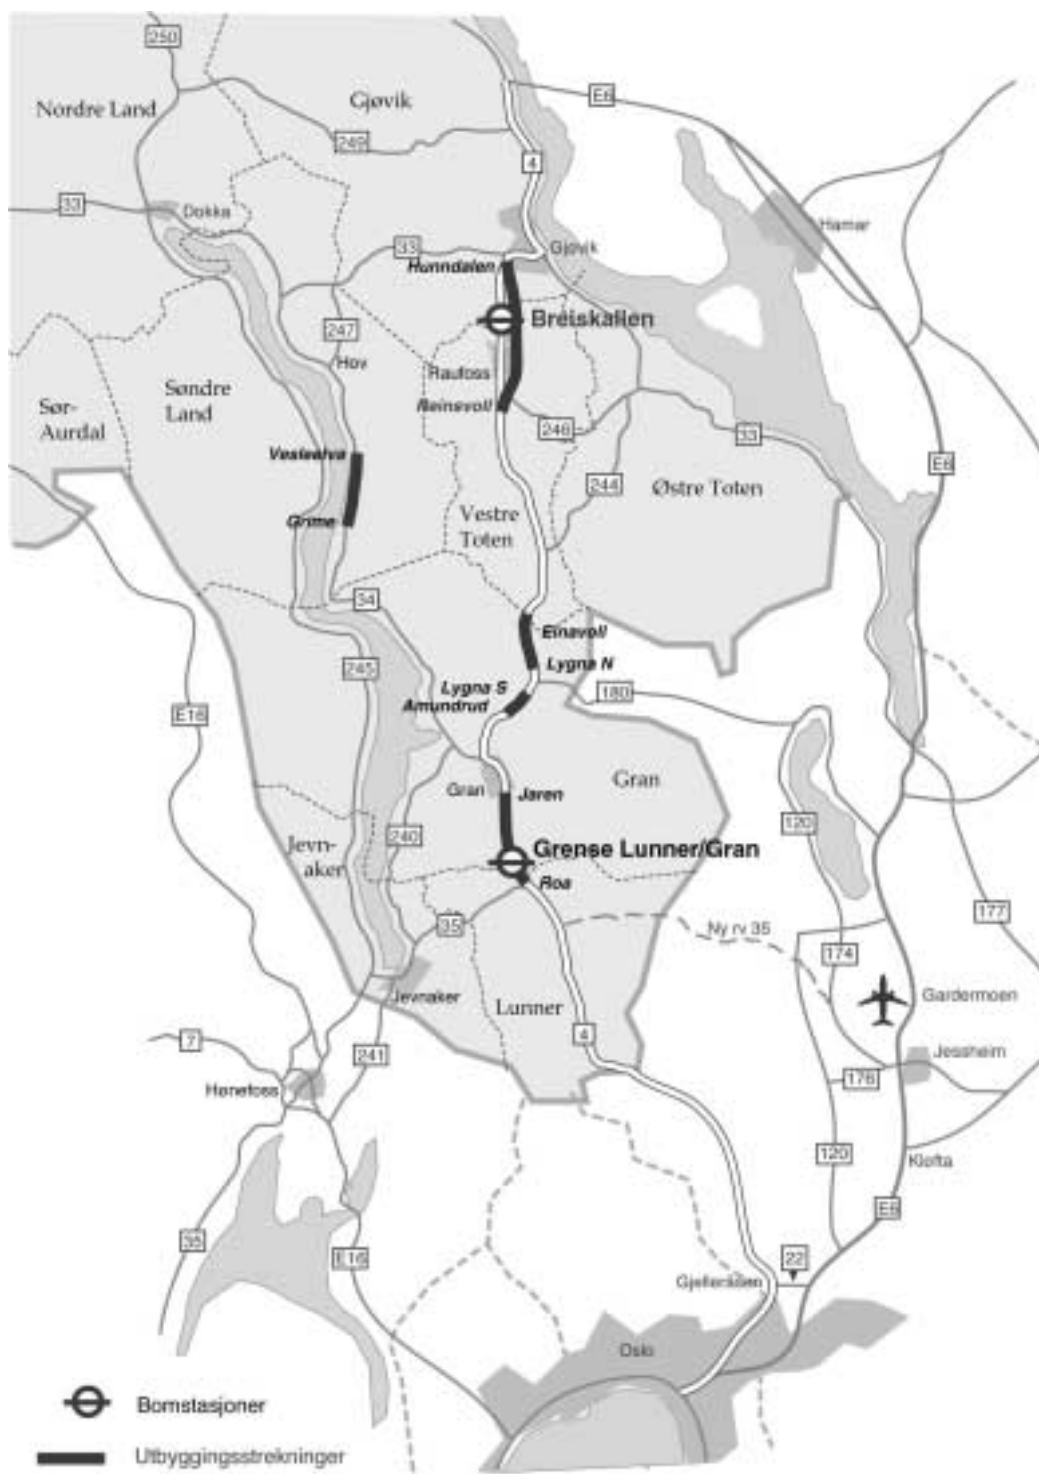 250
Nordre Land
Gjøvik
E6
249
4
33
Dokka
Hamar
33
Gjøvik
Hunndalen
247
Breiskallen
Hov
Raufoss
Søndre
Land
Sør-
Aurdal
Reinsvoll
246
33
Vesleelva
E6
244
Østre Toten
Vestre
Toten
Grime
34
Einavoll
245
Lygna N
Lygna S
180
Amundrud
E16
Gran
Gran
Jaren
120
240
Jevn-
aker
Grense Lunner/Gran
Roa
177
35
Ny rv 35
174
Jevnaker
Lunner
Gardermoen
4
7
241
Jessheim
Hønefoss
176
120
Kløfta
E6
35
E16
22
Gjelleråsen
Oslo
Bomstasjoner
Utbyggingsstrekninger